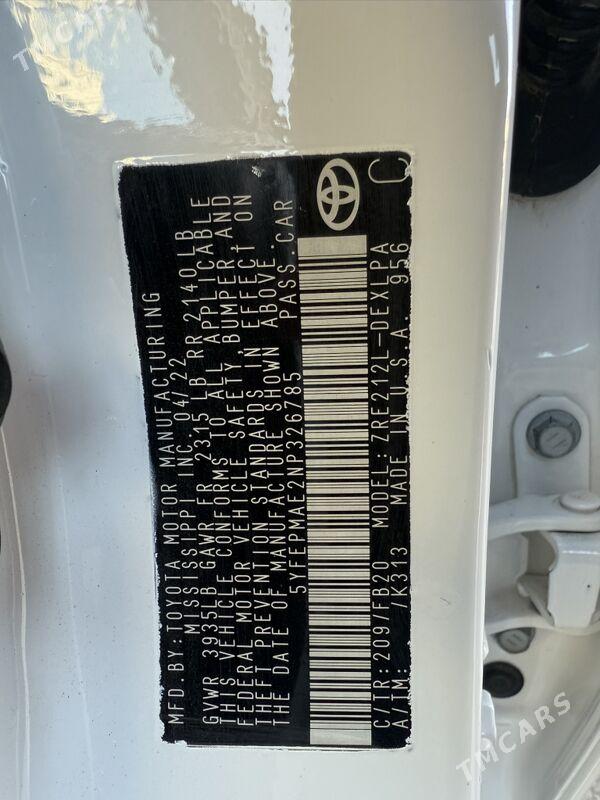 MFD.BY:TOYOTA MOTOR MANUFACTURING
MISSISSIPPI INC. 04/22
GVWR 3935LB GAWR FR 2315 LB RR 2140 LB
THIS VEHICLE CONFORMS TO ALL APPLICABLE
FEDERAL MOTOR VEHICLE SAFETY, BUMPER AND
THEFT PREVENTION STANDARDS IN EFFECT ON
THE DATE OF MANUFACTURE SHOWN ABOVE.
5YFEPMAE2NP326785 PASS.CAR
C/TR: 209/FB20 MODEL: ZRE212L-DEXLPA
A/TM: /K313 MADE IN U.S.A. 956 C
TMCARS
TMCARS